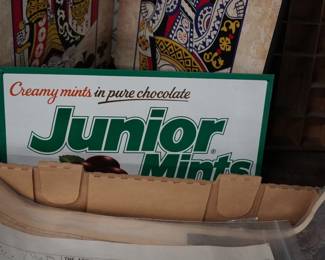 Creamy mints in pure chocolate
Junior®
Mints